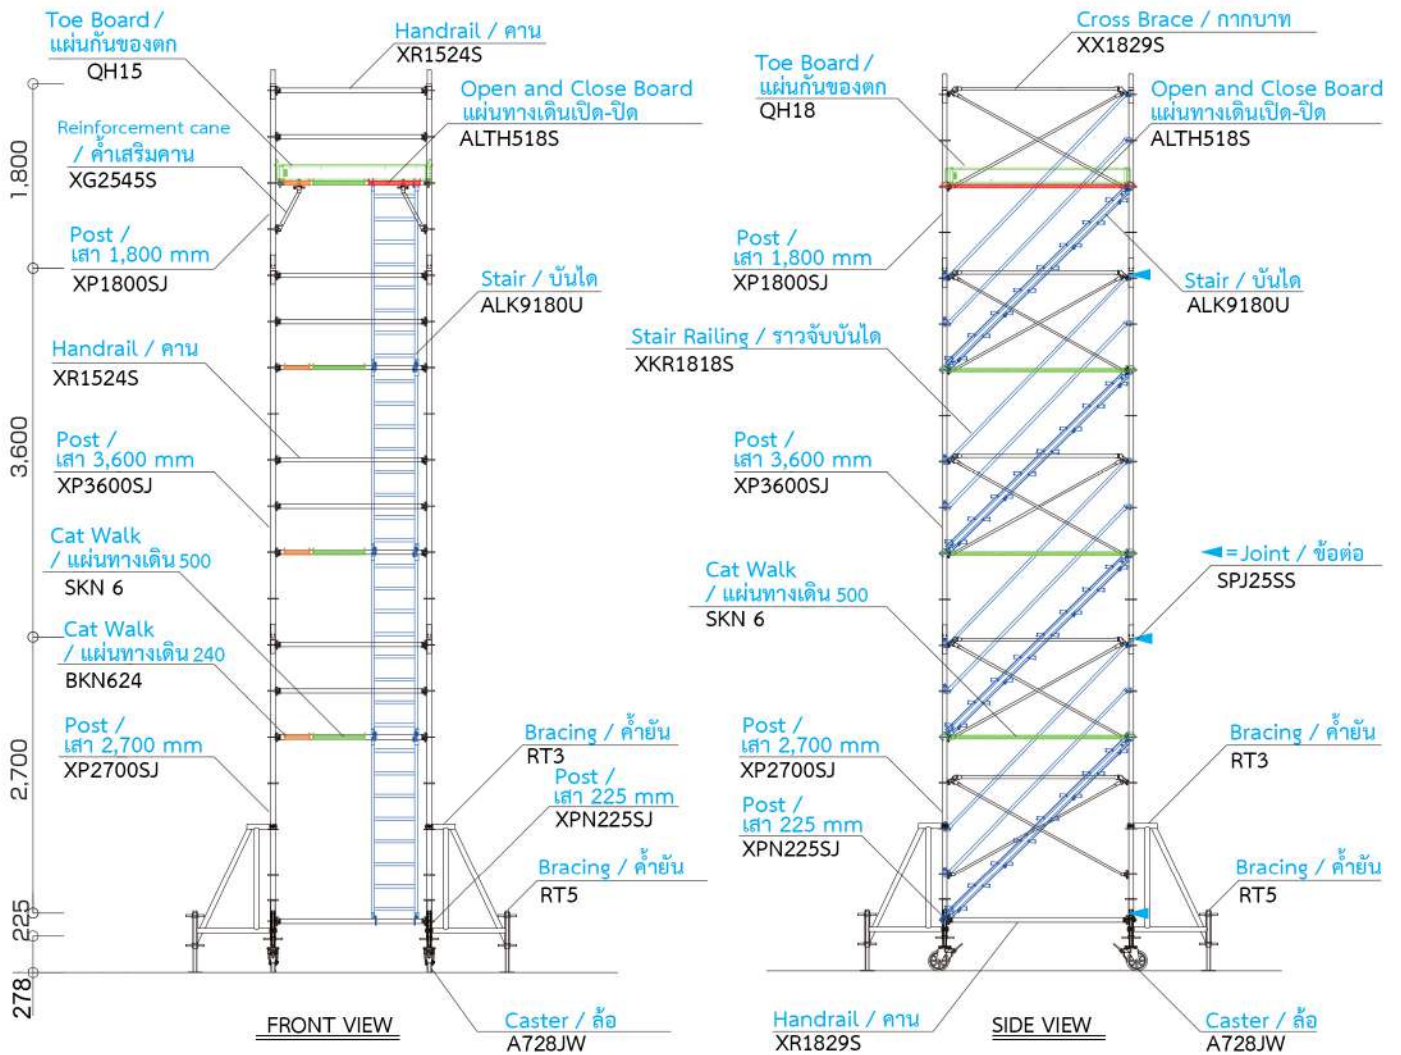 Toe Board /
แผ่นกันของตก
QH15
Handrail / คาน
XR1524S
Open and Close Board
แผ่นทางเดินเปิด-ปิด
ALTH518S
Reinforcement cane
/ ค้ำเสริมคาน
XG2545S
Post /
เสา 1,800 mm
XP1800SJ
Stair / บันได
ALK9180U
Handrail / คาน
XR1524S
Post /
เสา 3,600 mm
XP3600SJ
Cat Walk
/ แผ่นทางเดิน 500
SKN 6
Cat Walk
/ แผ่นทางเดิน 240
BKN624
Post /
เสา 2,700 mm
XP2700SJ
Bracing / ค้ำยัน
RT3
Post /
เสา 225 mm
XPN225SJ
Bracing / ค้ำยัน
RT5
Caster / ล้อ
A728JW
FRONT VIEW
1,800
3,600
2,700
225
278
Cross Brace / กากบาท
XX1829S
Toe Board /
แผ่นกันของตก
QH18
Open and Close Board
แผ่นทางเดินเปิด-ปิด
ALTH518S
Post /
เสา 1,800 mm
XP1800SJ
Stair / บันได
ALK9180U
Stair Railing / ราวจับบันได
XKR1818S
Post /
เสา 3,600 mm
XP3600SJ
=Joint / ข้อต่อ
SPJ25SS
Cat Walk
/ แผ่นทางเดิน 500
SKN 6
Post /
เสา 2,700 mm
XP2700SJ
Bracing / ค้ำยัน
RT3
Post /
เสา 225 mm
XPN225SJ
Bracing / ค้ำยัน
RT5
Handrail / คาน
XR1829S
SIDE VIEW
Caster / ล้อ
A728JW